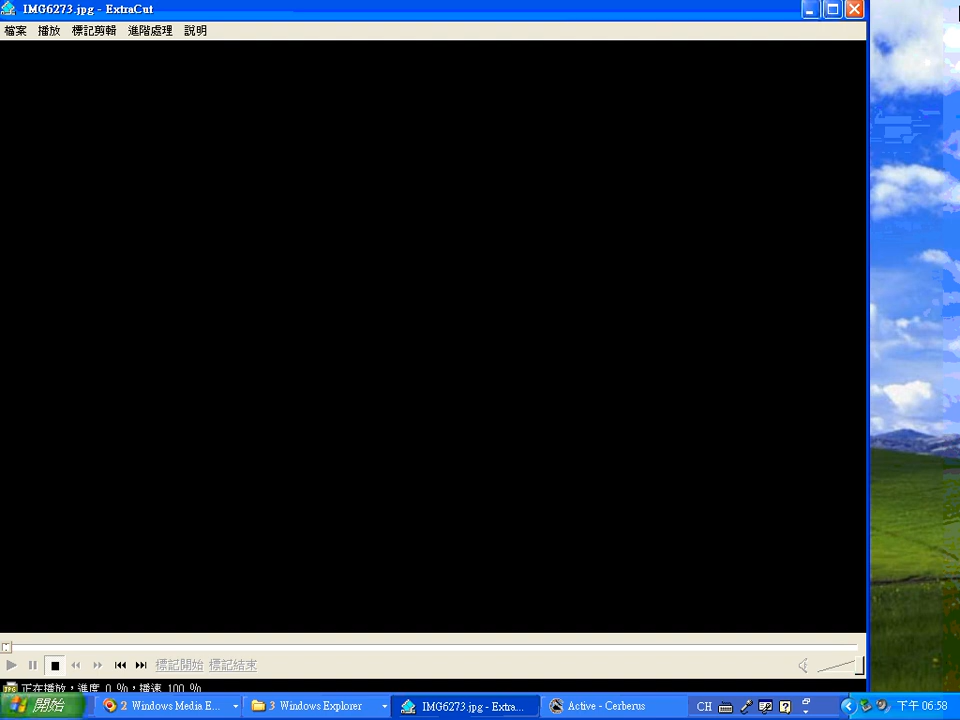 IMG6273.jpg - ExtraCut
檔案 播放 標記剪輯 進階處理 說明
標記開始 標記結束
正在播放，進度 0 %，播速 100 %
開始 2 Windows Media E... 3 Windows Explorer IMG6273.jpg - Extra... Active - Cerberus CH 下午 06:58